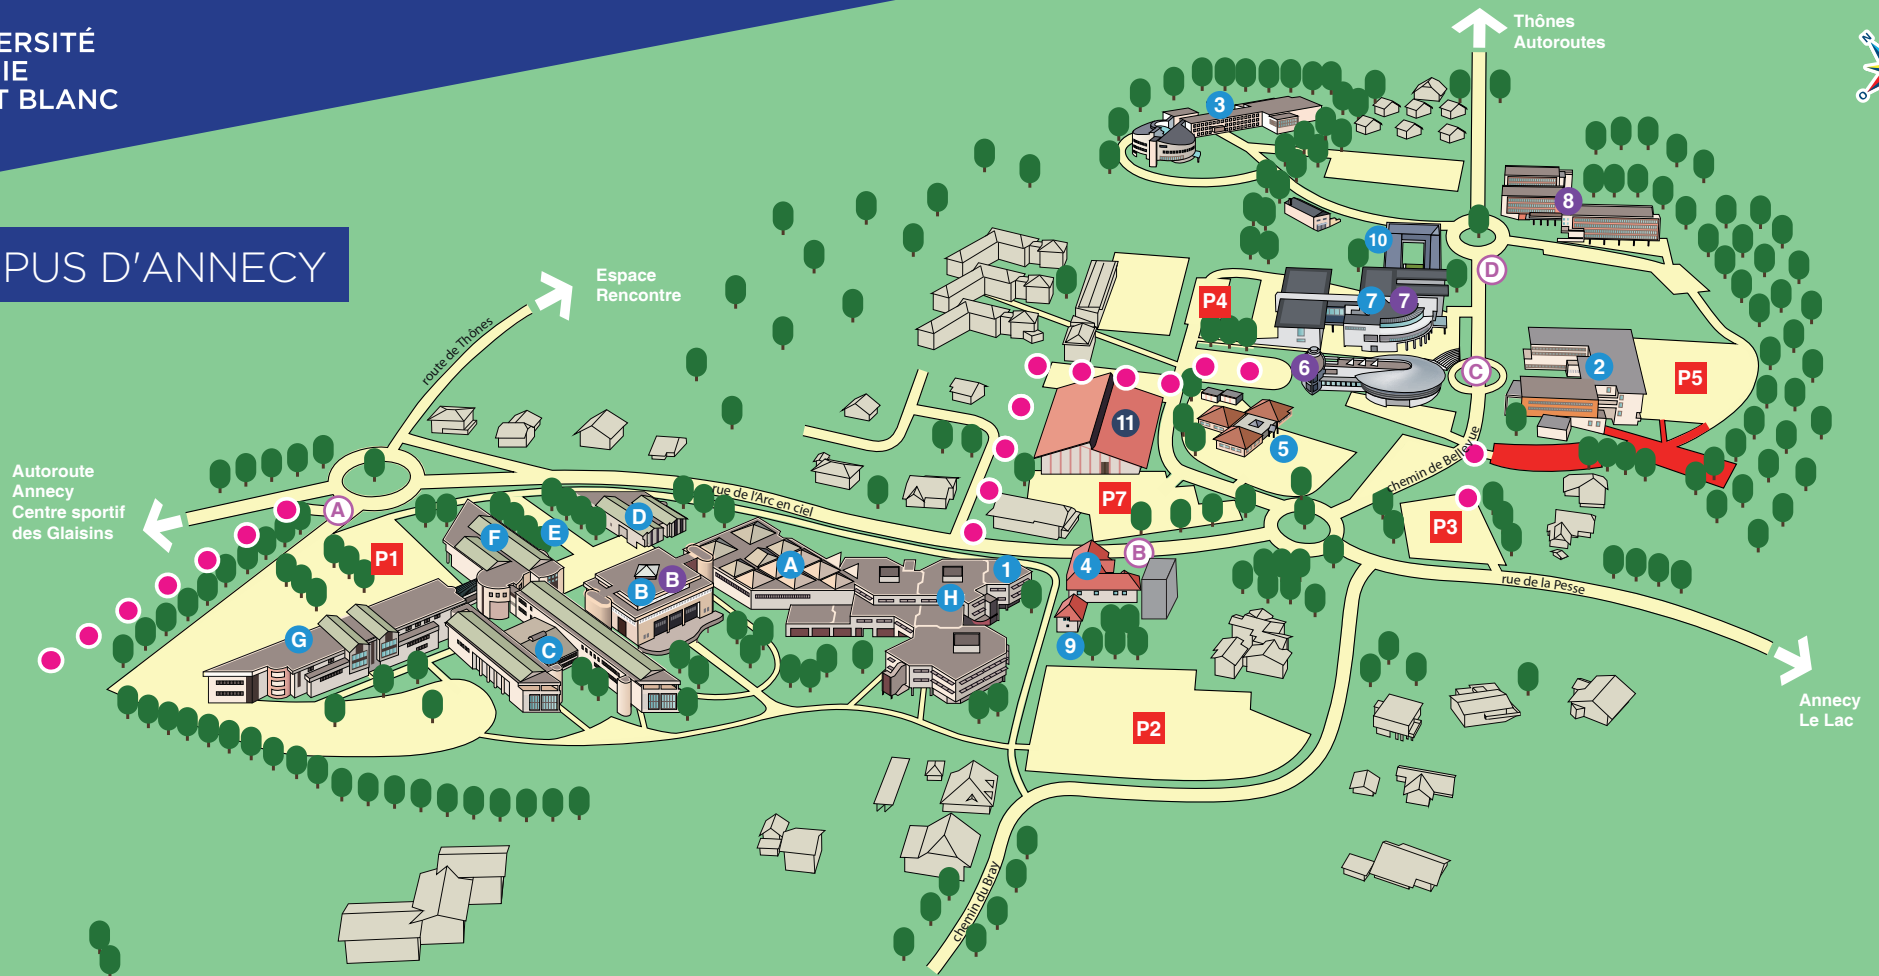 ERSITÉ
IE
T BLANC
PUS D'ANNECY
Thônes
Autoroutes
N
O
3
8
10
D
Espace
Rencontre
P4
7
7
route de Thônes
6
C
2
P5
11
5
chemin de Bellevue
Autoroute
Annecy
Centre sportif
des Glaisins
A
rue de l'Arc en ciel
P7
P3
D
F
E
B
P1
A
1
4
B
B
H
rue de la Pesse
G
C
9
Annecy
Le Lac
P2
chemin du Bray